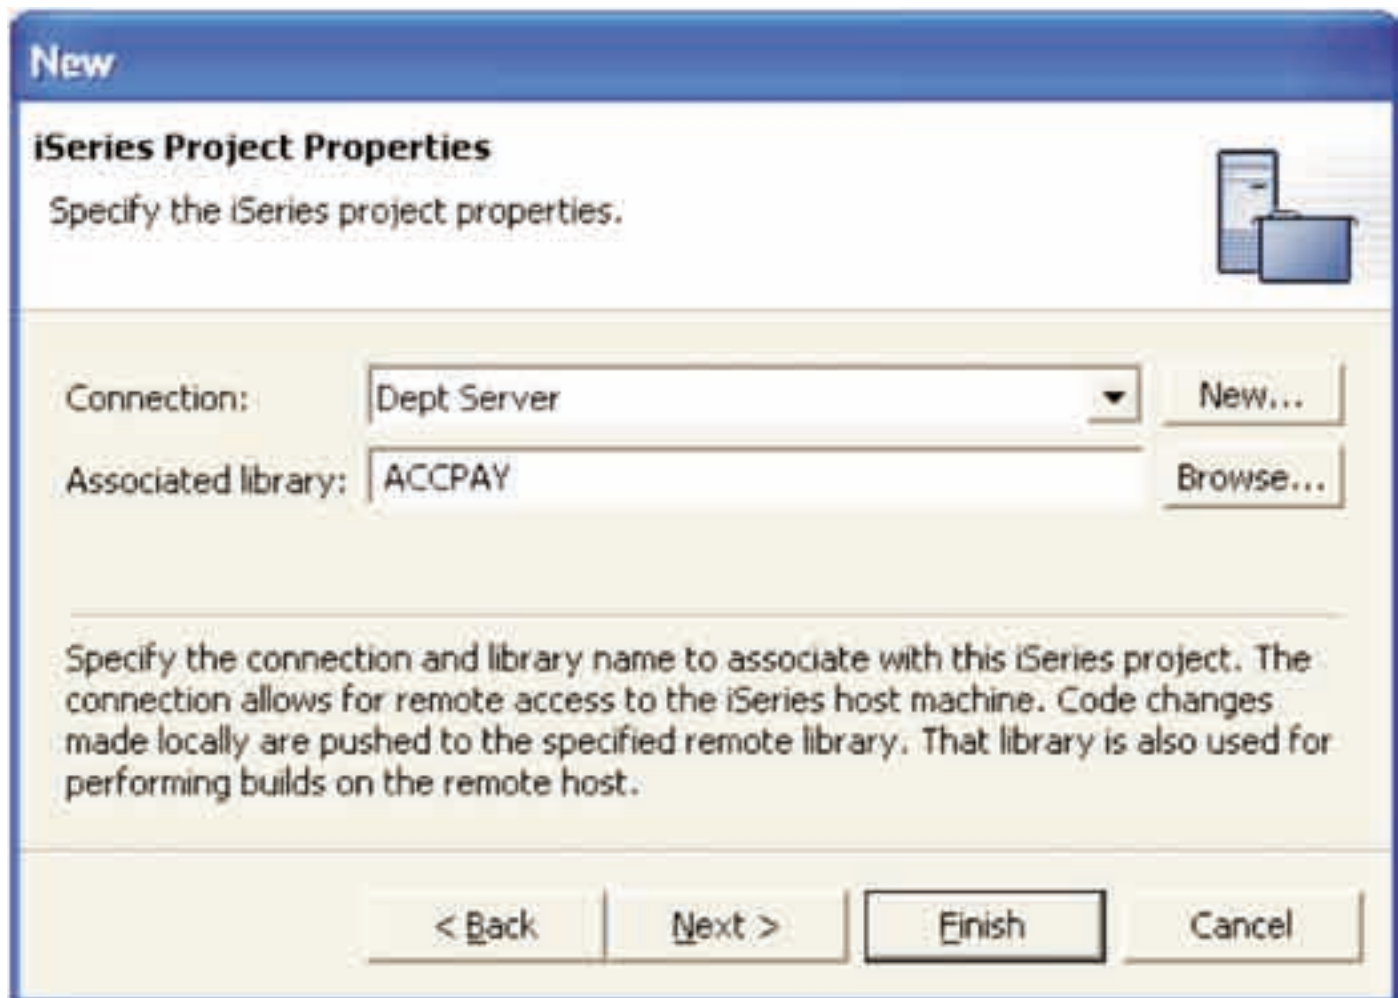 New
iSeries Project Properties
Specify the iSeries project properties.
Connection: Dept Server New...
Associated library: ACCPAY Browse...
Specify the connection and library name to associate with this iSeries project. The
connection allows for remote access to the iSeries host machine. Code changes
made locally are pushed to the specified remote library. That library is also used for
performing builds on the remote host.
< Back Next > Finish Cancel